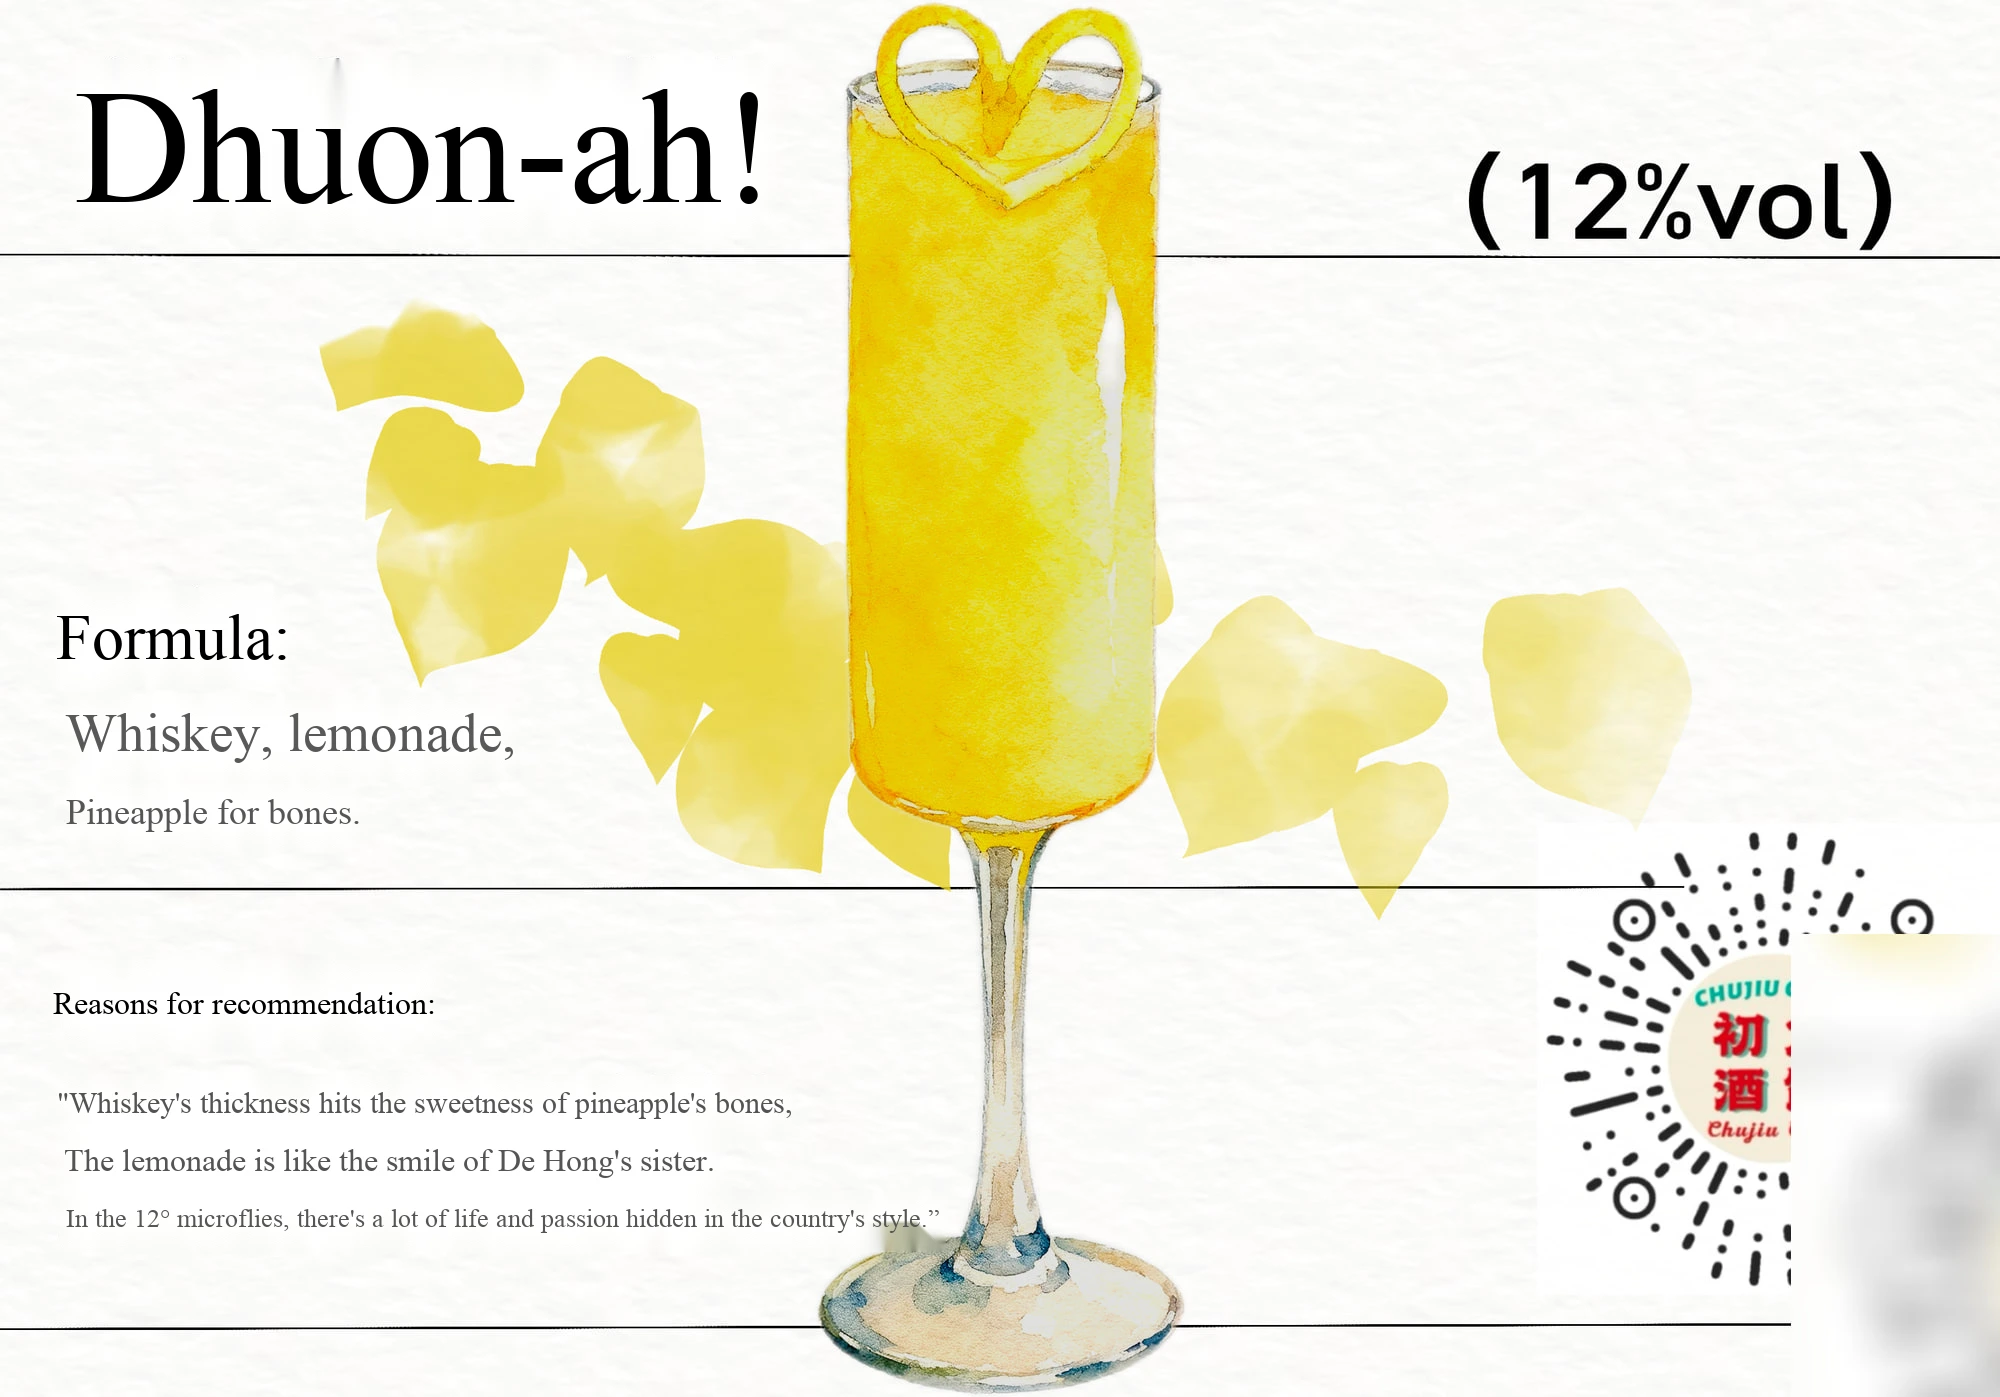 Dhuon-ah!
(12%vol)
Formula:
Whiskey, lemonade,
Pineapple for bones.
Reasons for recommendation:
"Whiskey's thickness hits the sweetness of pineapple's bones,
The lemonade is like the smile of De Hong's sister.
In the 12° microflies, there's a lot of life and passion hidden in the country's style.”
CHUJIU
初
酒
Chujiu